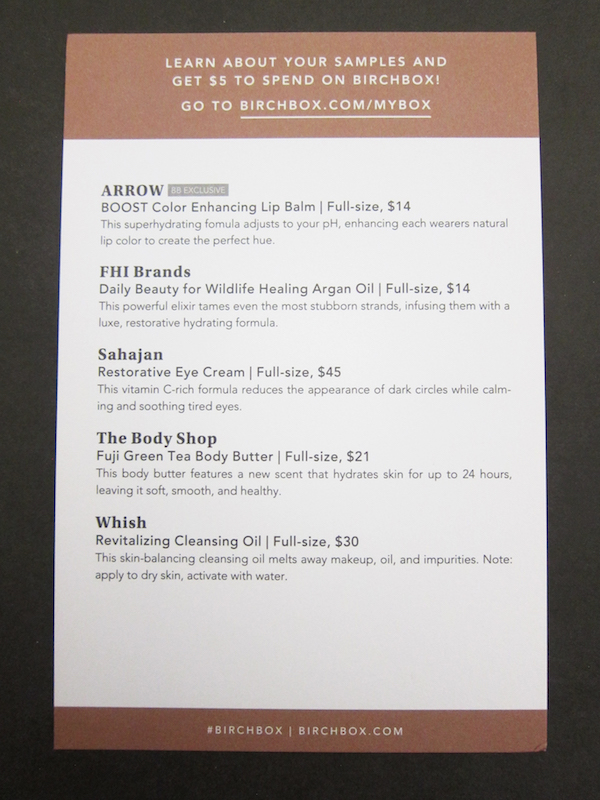 LEARN ABOUT YOUR SAMPLES AND
GET $5 TO SPEND ON BIRCHBOX!
GO TO BIRCHBOX.COM/MYBOX
ARROW BB EXCLUSIVE
BOOST Color Enhancing Lip Balm | Full-size, $14
This superhydrating fomula adjusts to your pH, enhancing each wearers natural
lip color to create the perfect hue.
FHI Brands
Daily Beauty for Wildlife Healing Argan Oil | Full-size, $14
This powerful elixir tames even the most stubborn strands, infusing them with a
luxe, restorative hydrating formula.
Sahajan
Restorative Eye Cream | Full-size, $45
This vitamin C-rich formula reduces the appearance of dark circles while calm-
ing and soothing tired eyes.
The Body Shop
Fuji Green Tea Body Butter | Full-size, $21
This body butter features a new scent that hydrates skin for up to 24 hours,
leaving it soft, smooth, and healthy.
Whish
Revitalizing Cleansing Oil | Full-size, $30
This skin-balancing cleansing oil melts away makeup, oil, and impurities. Note:
apply to dry skin, activate with water.
#BIRCHBOX | BIRCHBOX.COM